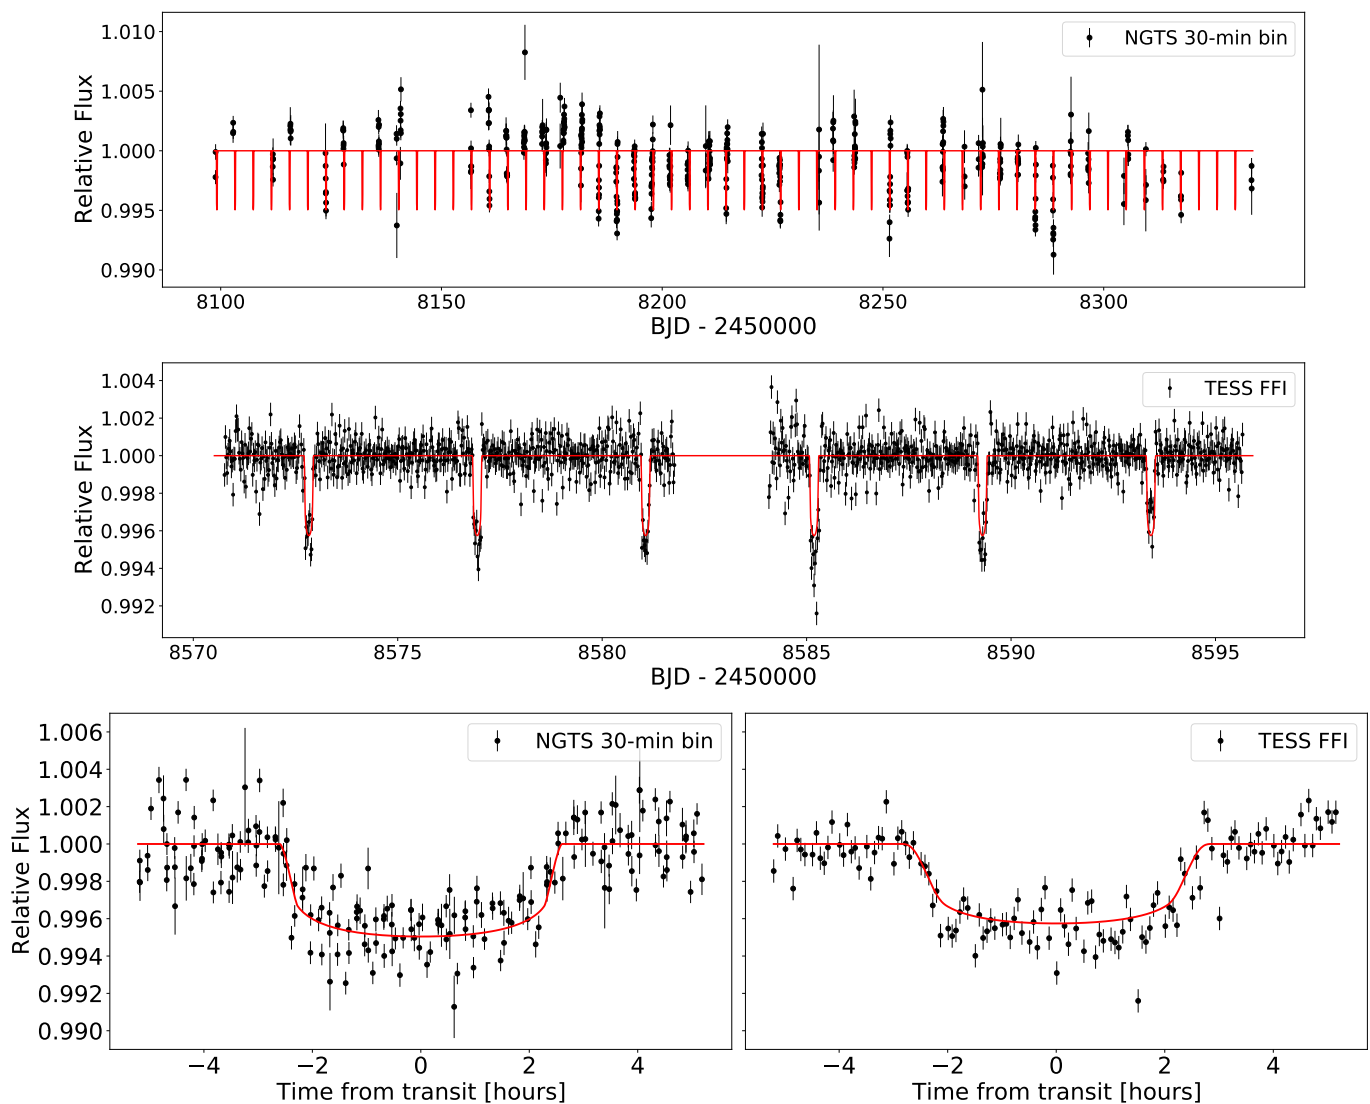 1.010
1.005
1.000
0.995
0.990
Relative Flux
NGTS 30-min bin
8100 8150 8200 8250 8300
BJD - 2450000
1.004
1.002
1.000
0.998
0.996
0.994
0.992
Relative Flux
TESS FFI
8570 8575 8580 8585 8590 8595
BJD - 2450000
1.006
1.004
1.002
1.000
0.998
0.996
0.994
0.992
0.990
Relative Flux
NGTS 30-min bin
−4 −2 0 2 4
Time from transit [hours]
TESS FFI
−4 −2 0 2 4
Time from transit [hours]